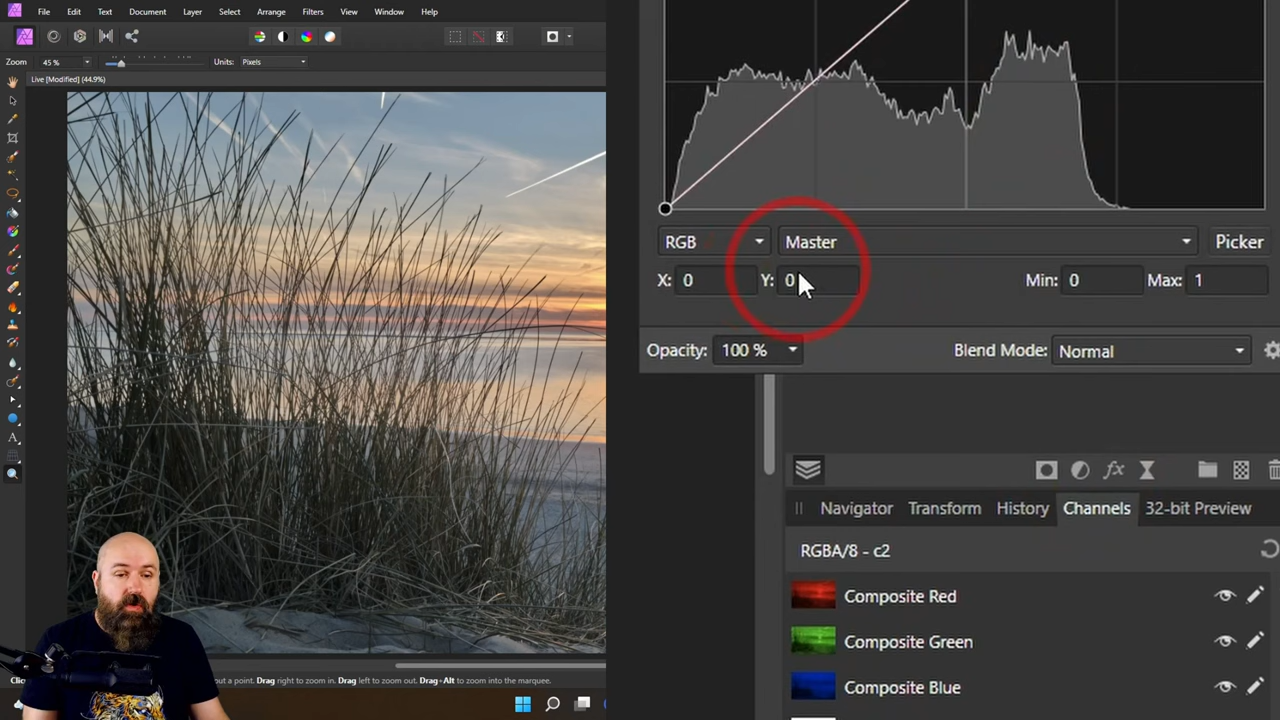 File Edit Text Document Layer Select Arrange Filters View Window Help
Zoom 45 % Units: Pixels
Live [Modified] (44.9%)
RGB Master Picker
X: 0 Y: 0 Min: 0 Max: 1
Opacity: 100 % Blend Mode: Normal
fx
Navigator Transform History Channels 32-bit Preview
RGBA/8 - c2
Composite Red
Composite Green
Composite Blue
A
out a point. Drag right to zoom in. Drag left to zoom out. Drag+Alt to zoom into the marquee.